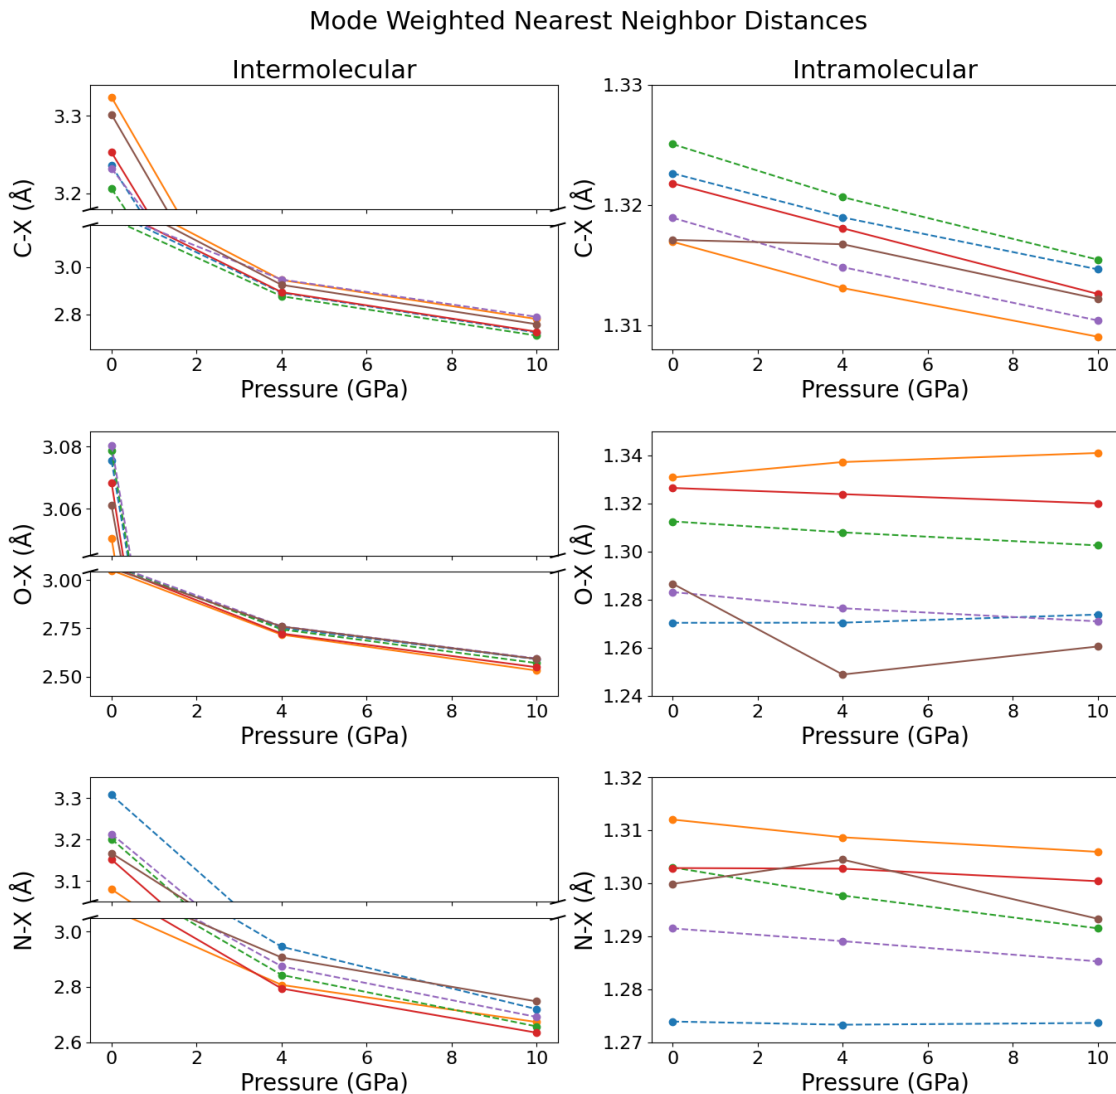 Mode Weighted Nearest Neighbor Distances
Intermolecular
C-X (Å)
3.3
3.2
3.0
2.8
0 2 4 6 8 10
Pressure (GPa)
Intramolecular
C-X (Å)
1.33
1.32
1.31
0 2 4 6 8 10
Pressure (GPa)
O-X (Å)
3.08
3.06
3.00
2.75
2.50
0 2 4 6 8 10
Pressure (GPa)
O-X (Å)
1.34
1.32
1.30
1.28
1.26
1.24
0 2 4 6 8 10
Pressure (GPa)
N-X (Å)
3.3
3.2
3.1
3.0
2.8
2.6
0 2 4 6 8 10
Pressure (GPa)
N-X (Å)
1.32
1.31
1.30
1.29
1.28
1.27
0 2 4 6 8 10
Pressure (GPa)